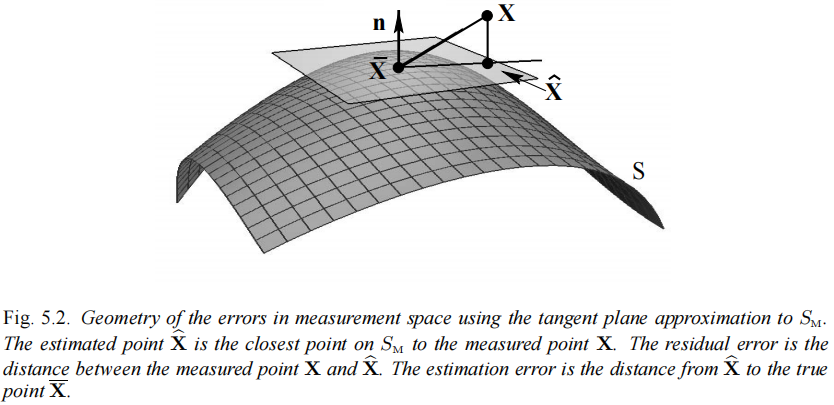 n
X
X̄
X̂
S
Fig. 5.2. Geometry of the errors in measurement space using the tangent plane approximation to Sᴍ.
The estimated point X̂ is the closest point on Sᴍ to the measured point X. The residual error is the
distance between the measured point X and X̂. The estimation error is the distance from X̂ to the true
point X̄.